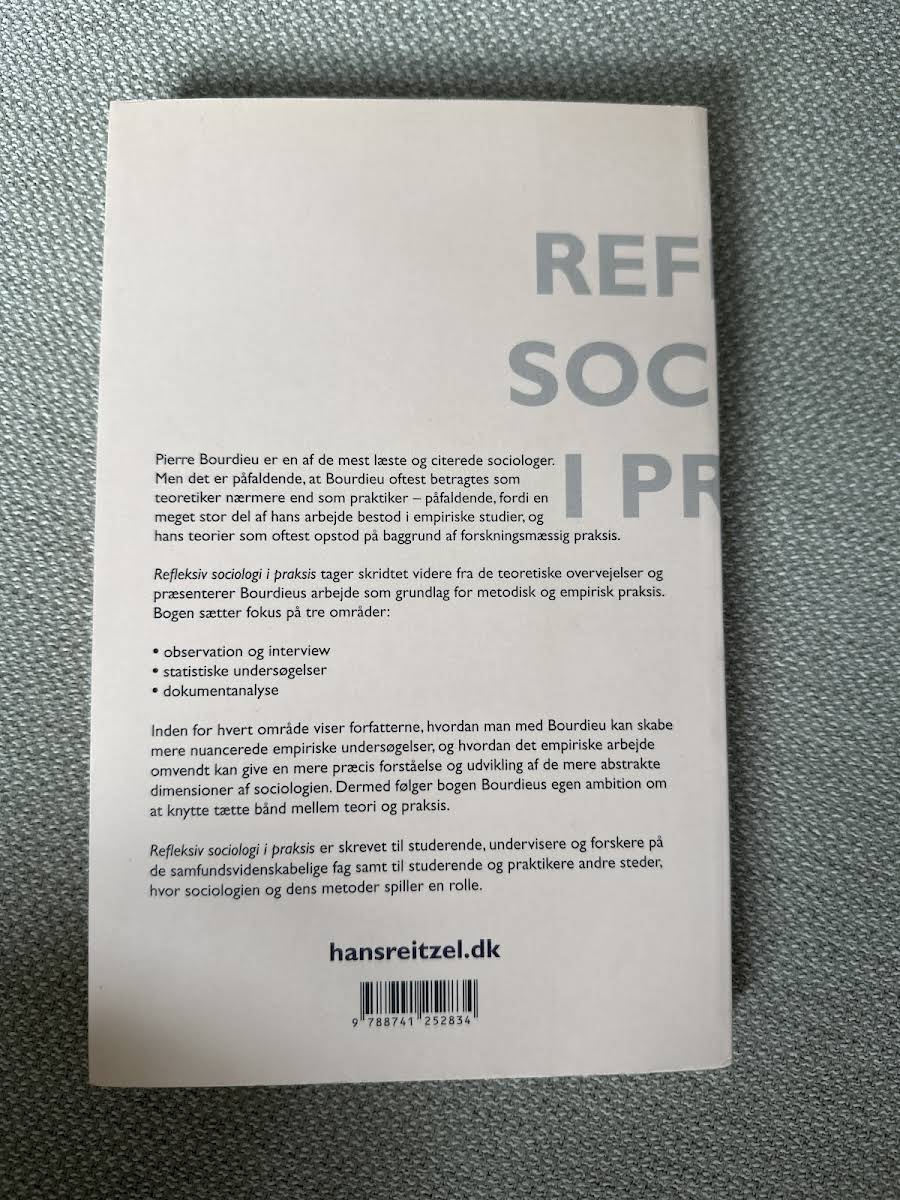 REF
SOC
I PR
Pierre Bourdieu er en af de mest læste og citerede sociologer.
Men det er påfaldende, at Bourdieu oftest betragtes som
teoretiker nærmere end som praktiker – påfaldende, fordi en
meget stor del af hans arbejde bestod i empiriske studier, og
hans teorier som oftest opstod på baggrund af forskningsmæssig praksis.
Refleksiv sociologi i praksis tager skridtet videre fra de teoretiske overvejelser og
præsenterer Bourdieus arbejde som grundlag for metodisk og empirisk praksis.
Bogen sætter fokus på tre områder:
• observation og interview
• statistiske undersøgelser
• dokumentanalyse
Inden for hvert område viser forfatterne, hvordan man med Bourdieu kan skabe
mere nuancerede empiriske undersøgelser, og hvordan det empiriske arbejde
omvendt kan give en mere præcis forståelse og udvikling af de mere abstrakte
dimensioner af sociologien. Dermed følger bogen Bourdieus egen ambition om
at knytte tætte bånd mellem teori og praksis.
Refleksiv sociologi i praksis er skrevet til studerende, undervisere og forskere på
de samfundsvidenskabelige fag samt til studerende og praktikere andre steder,
hvor sociologien og dens metoder spiller en rolle.
hansreitzel.dk
9 788741 252834